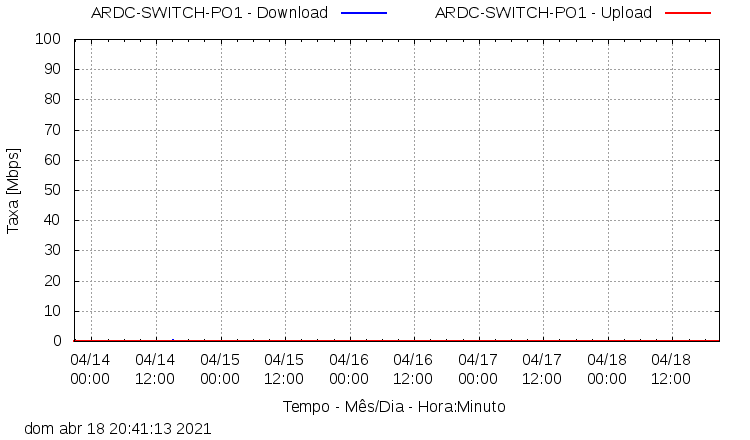 ARDC-SWITCH-PO1 - Download ARDC-SWITCH-PO1 - Upload
100
90
80
70
60
50
40
30
20
10
0
Taxa [Mbps]
04/14 04/14 04/15 04/15 04/16 04/16 04/17 04/17 04/18 04/18
00:00 12:00 00:00 12:00 00:00 12:00 00:00 12:00 00:00 12:00
Tempo - Mês/Dia - Hora:Minuto
dom abr 18 20:41:13 2021